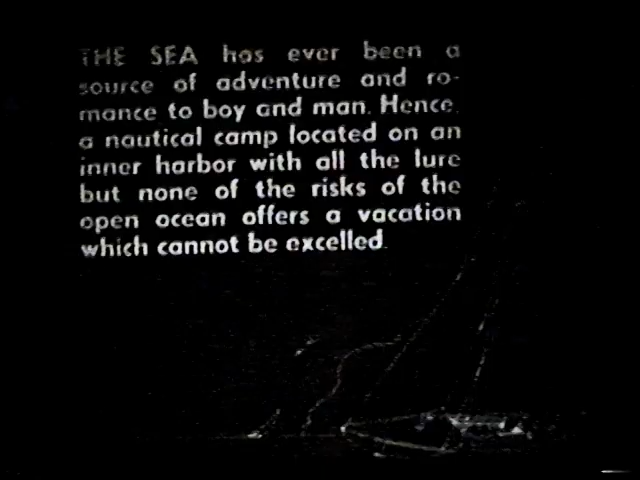 THE SEA has ever been a
source of adventure and ro-
mance to boy and man. Hence,
a nautical camp located on an
inner harbor with all the lure
but none of the risks of the
open ocean offers a vacation
which cannot be excelled.